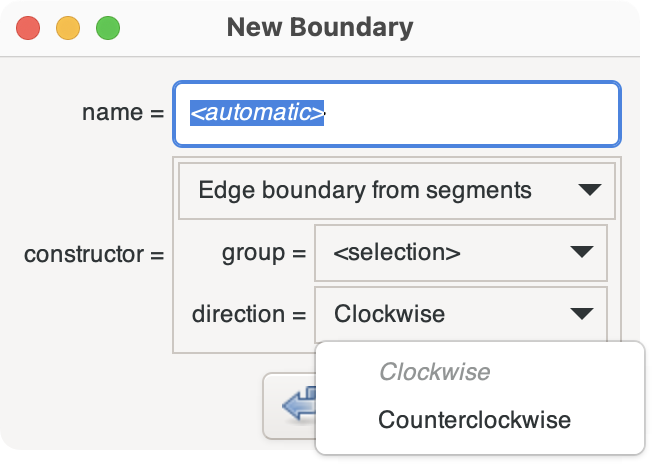 New Boundary
name = <automatic>
Edge boundary from segments
constructor =
group = <selection>
direction = Clockwise
Clockwise
Counterclockwise